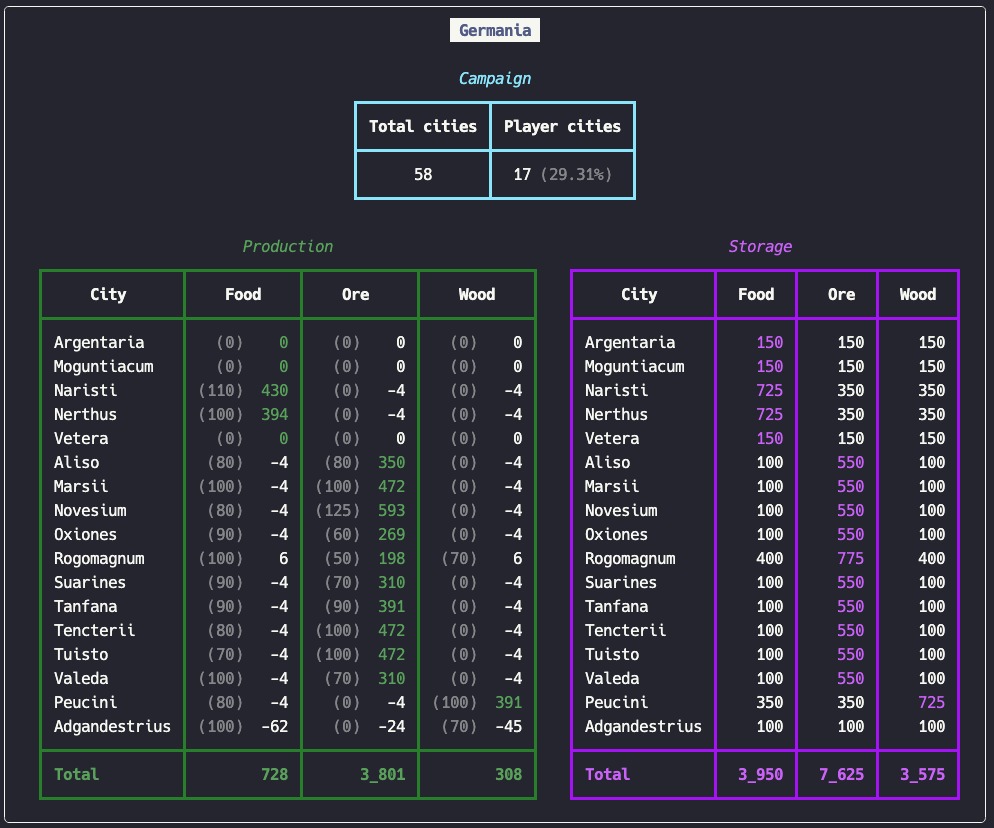 Germania
Campaign
Total cities Player cities
58 17 (29.31%)
Production
City Food Ore Wood
Argentaria (0) 0 (0) 0 (0) 0
Moguntiacum (0) 0 (0) 0 (0) 0
Naristi (110) 430 (0) -4 (0) -4
Nerthus (100) 394 (0) -4 (0) -4
Vetera (0) 0 (0) 0 (0) 0
Aliso (80) -4 (80) 350 (0) -4
Marsii (100) -4 (100) 472 (0) -4
Novesium (80) -4 (125) 593 (0) -4
Oxiones (90) -4 (60) 269 (0) -4
Rogomagnum (100) 6 (50) 198 (70) 6
Suarines (90) -4 (70) 310 (0) -4
Tanfana (90) -4 (90) 391 (0) -4
Tencterii (80) -4 (100) 472 (0) -4
Tuisto (70) -4 (100) 472 (0) -4
Valeda (100) -4 (70) 310 (0) -4
Peucini (80) -4 (0) -4 (100) 391
Adgandestrius (100) -62 (0) -24 (70) -45
Total 728 3_801 308
Storage
City Food Ore Wood
Argentaria 150 150 150
Moguntiacum 150 150 150
Naristi 725 350 350
Nerthus 725 350 350
Vetera 150 150 150
Aliso 100 550 100
Marsii 100 550 100
Novesium 100 550 100
Oxiones 100 550 100
Rogomagnum 400 775 400
Suarines 100 550 100
Tanfana 100 550 100
Tencterii 100 550 100
Tuisto 100 550 100
Valeda 100 550 100
Peucini 350 350 725
Adgandestrius 100 100 100
Total 3_950 7_625 3_575